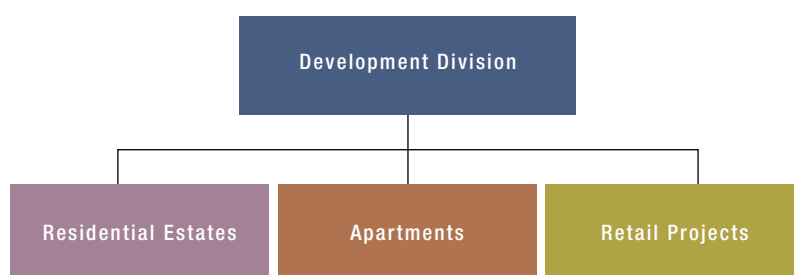 Development Division
Residential Estates
Apartments
Retail Projects